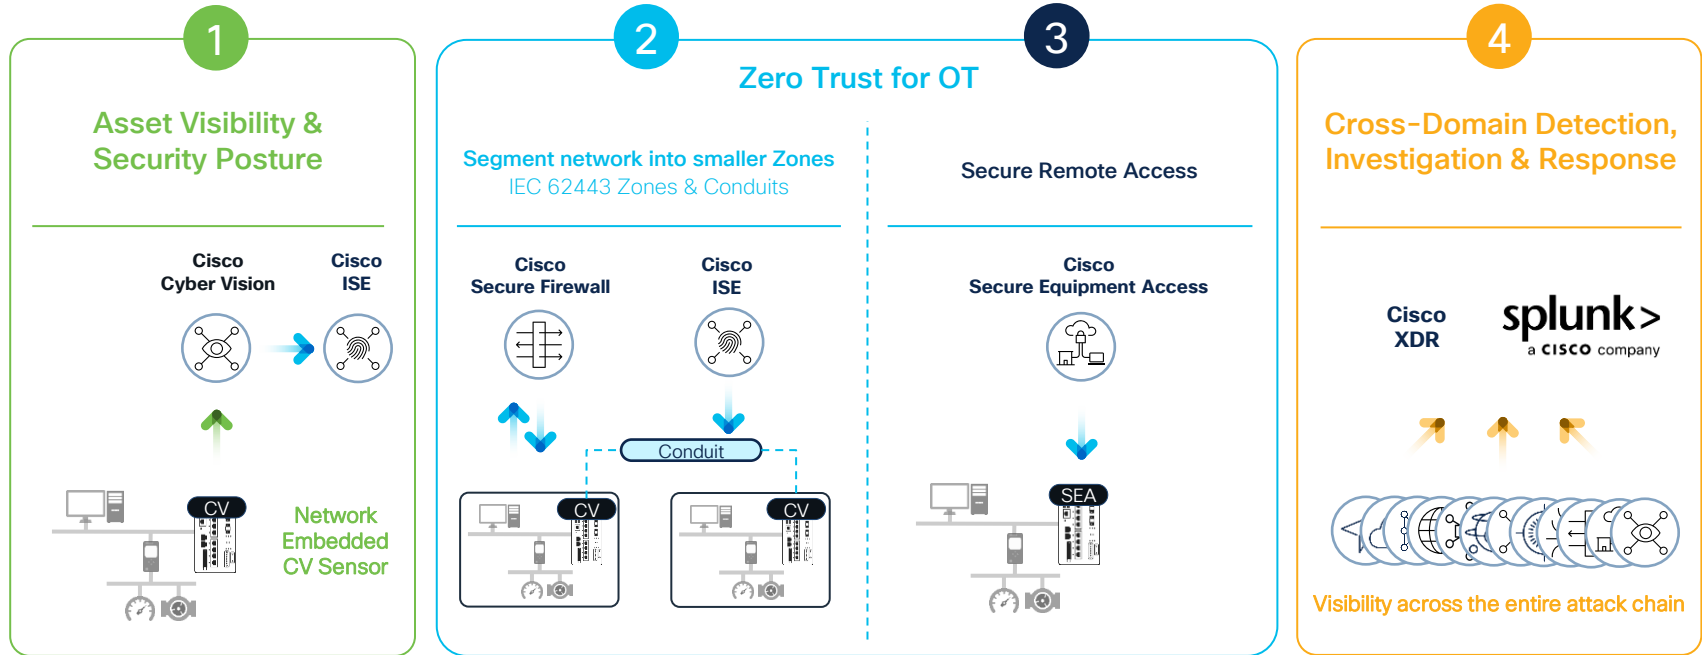 1
Asset Visibility &
Security Posture
Cisco
Cyber Vision
Cisco
ISE
CV
Network
Embedded
CV Sensor
2
3
Zero Trust for OT
Segment network into smaller Zones
IEC 62443 Zones & Conduits
Cisco
Secure Firewall
Cisco
ISE
Conduit
CV
CV
Secure Remote Access
Cisco
Secure Equipment Access
SEA
4
Cross-Domain Detection,
Investigation & Response
Cisco
XDR
splunk>
a CISCO company
Visibility across the entire attack chain